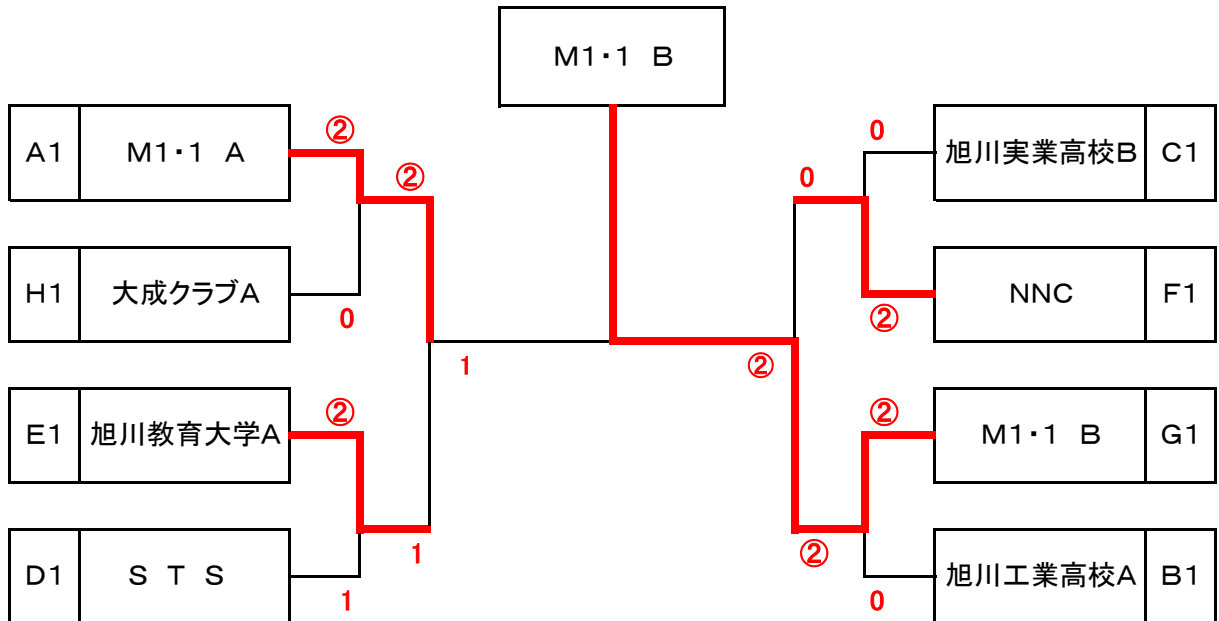 M1・1 B
A1 M1・1 A ② ② 0 0 旭川実業高校B C1
H1 大成クラブA 0 ② NNC F1
1 ②
E1 旭川教育大学A ② ② M1・1 B G1
1 ②
D1 S T S 1 0 旭川工業高校A B1